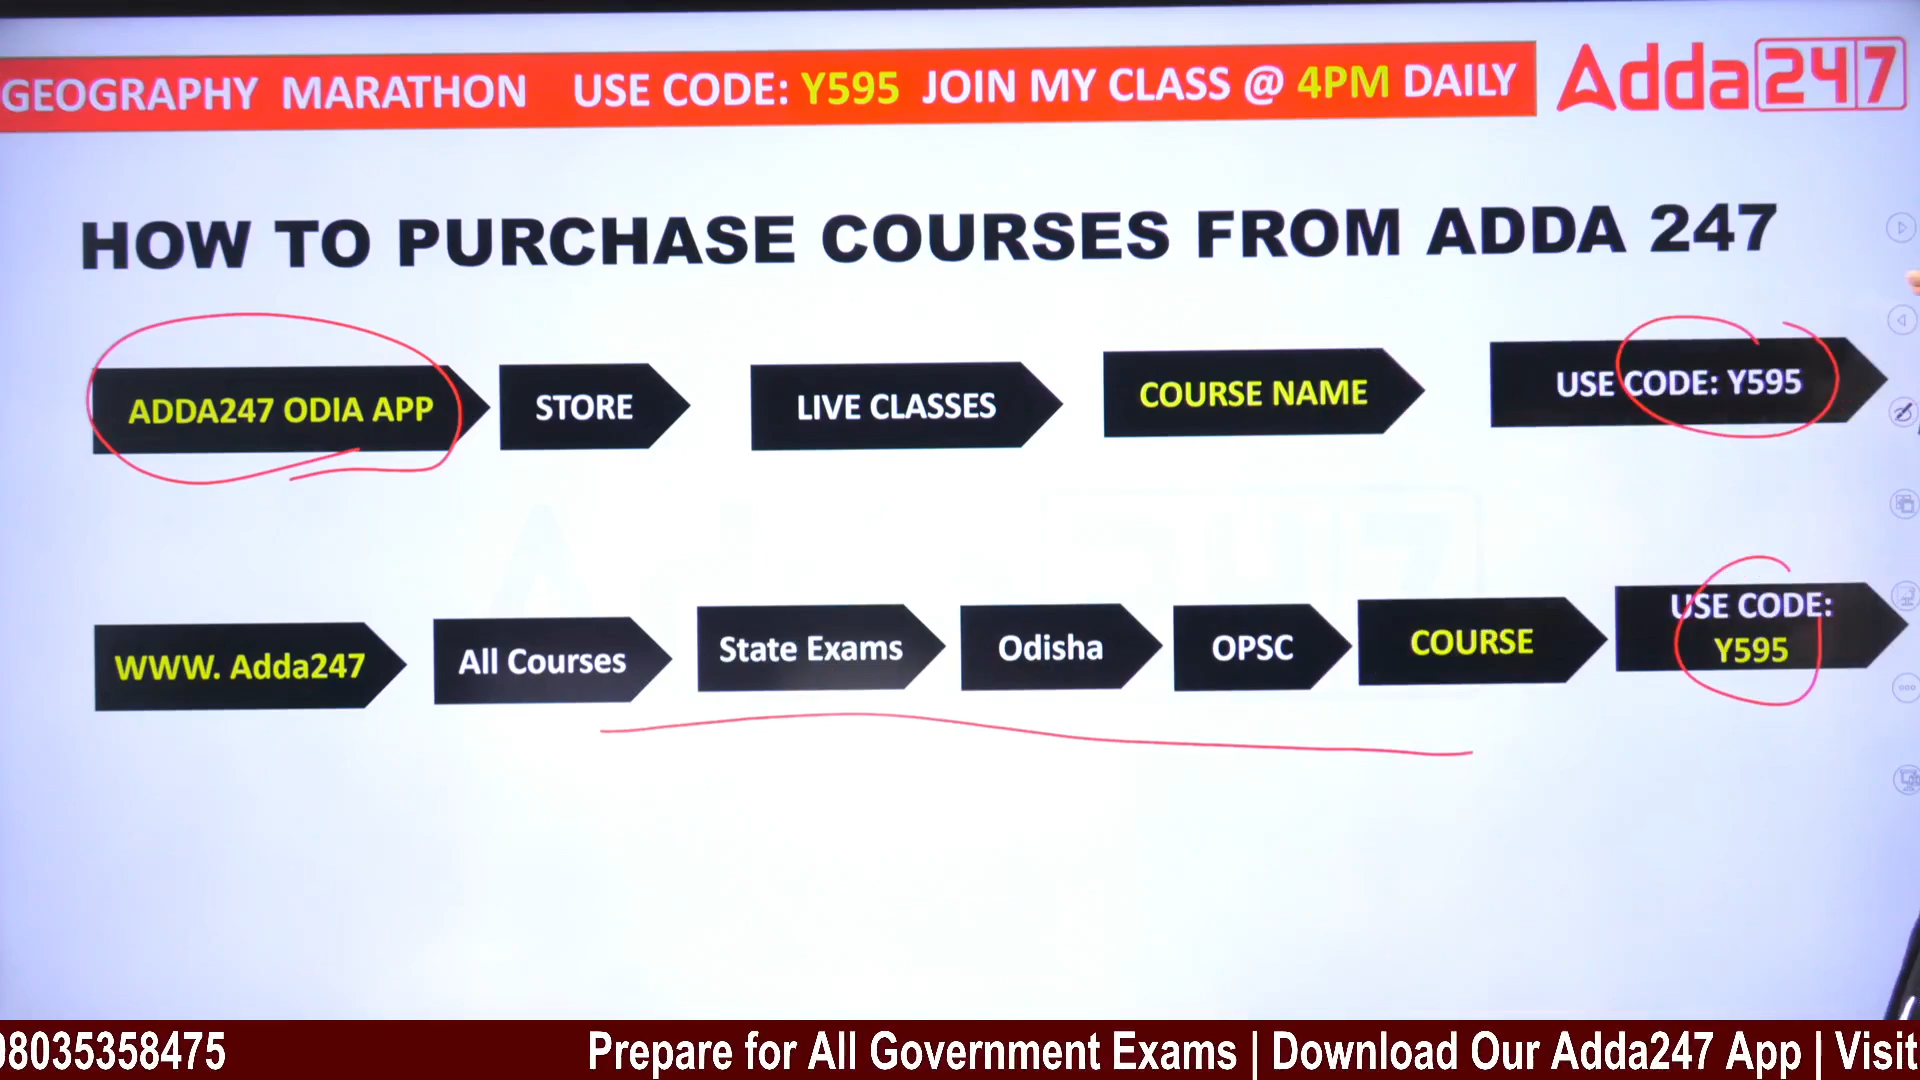 GEOGRAPHY MARATHON USE CODE: Y595 JOIN MY CLASS @ 4PM DAILY
Adda247
HOW TO PURCHASE COURSES FROM ADDA 247
ADDA247 ODIA APP
STORE
LIVE CLASSES
COURSE NAME
USE CODE: Y595
WWW. Adda247
All Courses
State Exams
Odisha
OPSC
COURSE
USE CODE:
Y595
08035358475 Prepare for All Government Exams | Download Our Adda247 App | Visit